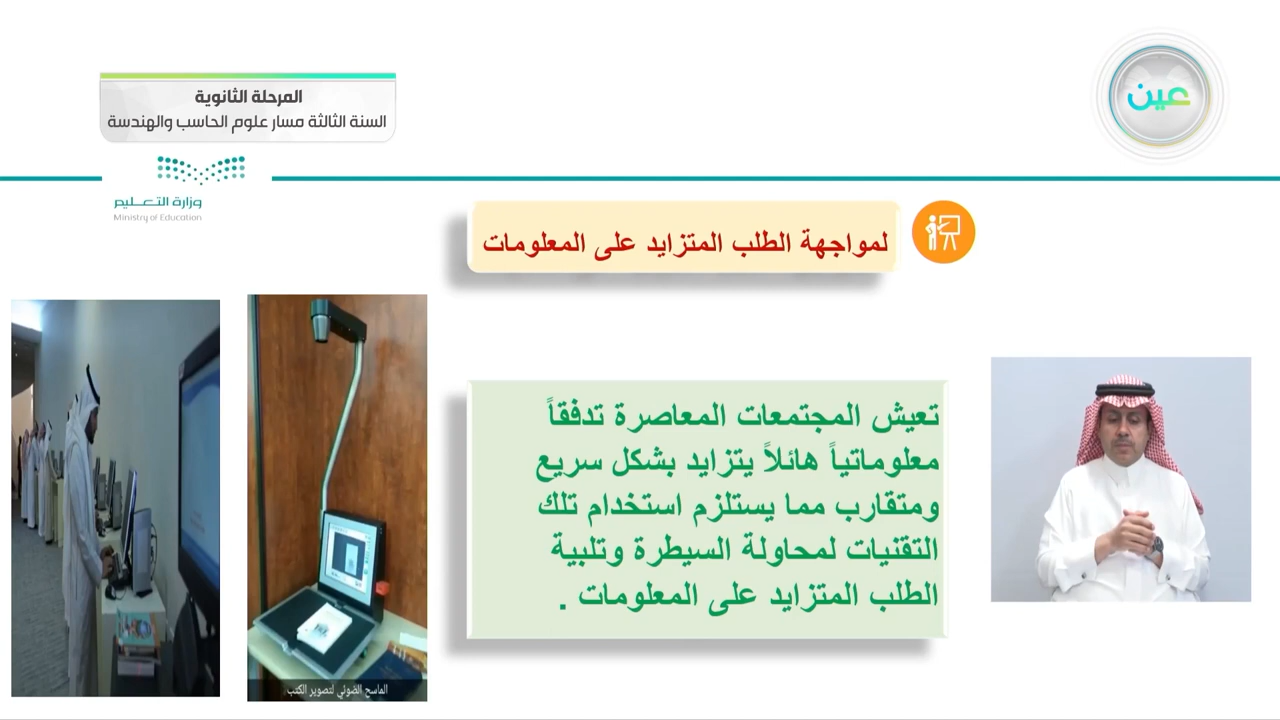 المرحلة الثانوية
السنة الثالثة مسار علوم الحاسب والهندسة
عين
وزارة التعـــليم
Ministry of Education
لمواجهة الطلب المتزايد على المعلومات
تعيش المجتمعات المعاصرة تدفقاً
معلوماتياً هائلاً يتزايد بشكل سريع
ومتقارب مما يستلزم استخدام تلك
التقنيات لمحاولة السيطرة وتلبية
الطلب المتزايد على المعلومات .
الماسح الضوئي لتصوير الكتب